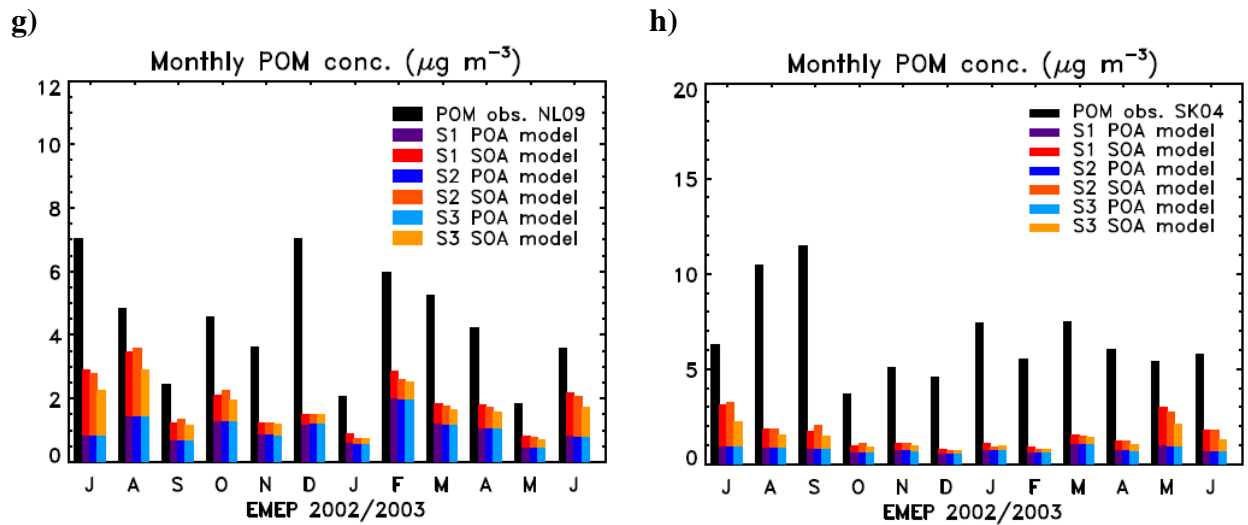 g)
Monthly POM conc. (μg m⁻³)
12
10
8
6
4
2
0
POM obs. NL09
S1 POA model
S1 SOA model
S2 POA model
S2 SOA model
S3 POA model
S3 SOA model
J A S O N D J F M A M J
EMEP 2002/2003
h)
Monthly POM conc. (μg m⁻³)
20
15
10
5
0
POM obs. SK04
S1 POA model
S1 SOA model
S2 POA model
S2 SOA model
S3 POA model
S3 SOA model
J A S O N D J F M A M J
EMEP 2002/2003